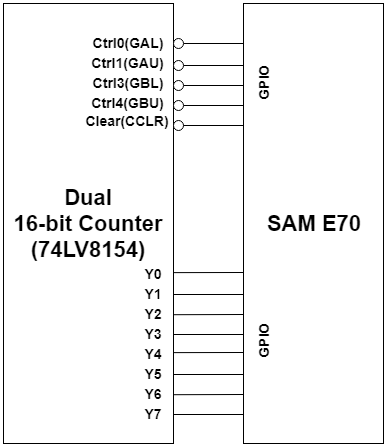 Ctrl0(GAL)
Ctrl1(GAU)
Ctrl3(GBL)
Ctrl4(GBU)
Clear(CCLR)
GPIO
Dual
16-bit Counter
(74LV8154)
SAM E70
Y0
Y1
Y2
Y3
Y4
Y5
Y6
Y7
GPIO